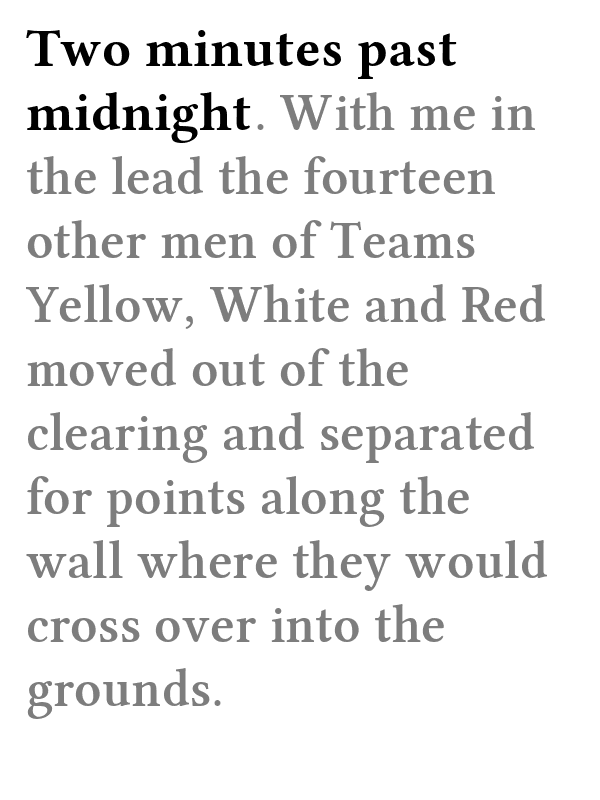 Two minutes past
midnight. With me in
the lead the fourteen
other men of Teams
Yellow, White and Red
moved out of the
clearing and separated
for points along the
wall where they would
cross over into the
grounds.